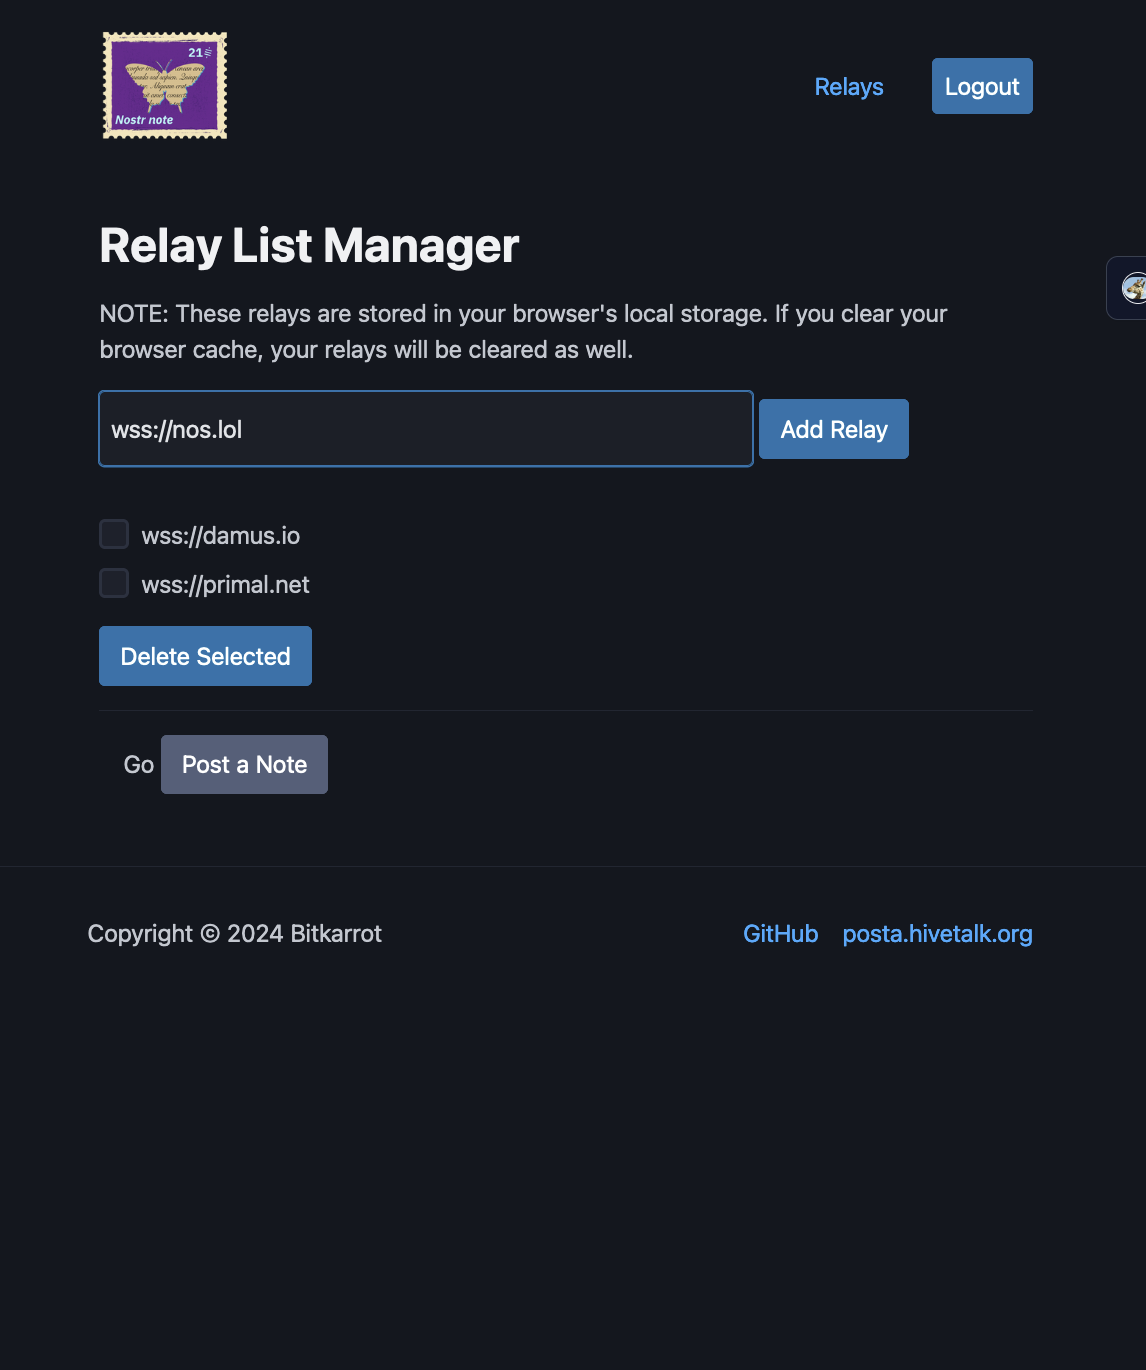 21
Nostr note
Relays
Logout
Relay List Manager
NOTE: These relays are stored in your browser's local storage. If you clear your
browser cache, your relays will be cleared as well.
wss://nos.lol
Add Relay
wss://damus.io
wss://primal.net
Delete Selected
Go Post a Note
Copyright © 2024 Bitkarrot
GitHub
posta.hivetalk.org